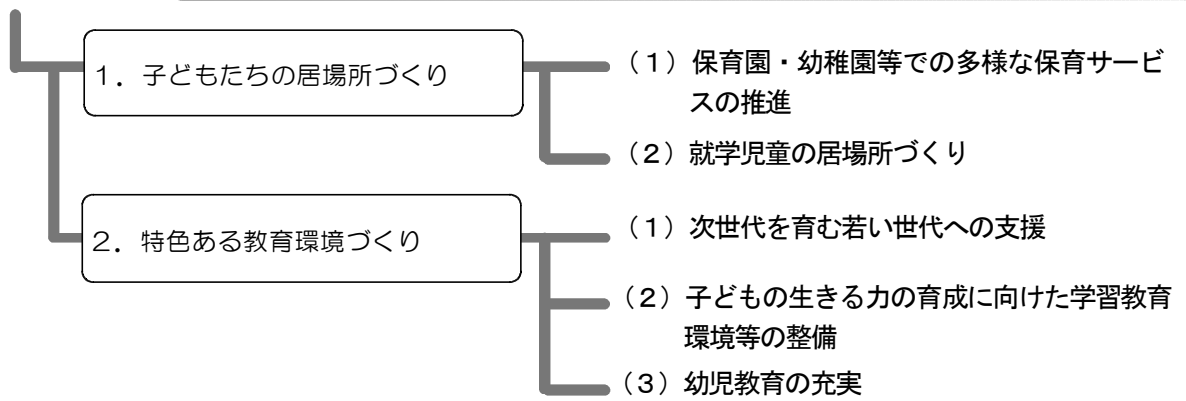 1．子どもたちの居場所づくり
（1）保育園・幼稚園等での多様な保育サービ
スの推進
（2）就学児童の居場所づくり
2．特色ある教育環境づくり
（1）次世代を育む若い世代への支援
（2）子どもの生きる力の育成に向けた学習教育
環境等の整備
（3）幼児教育の充実